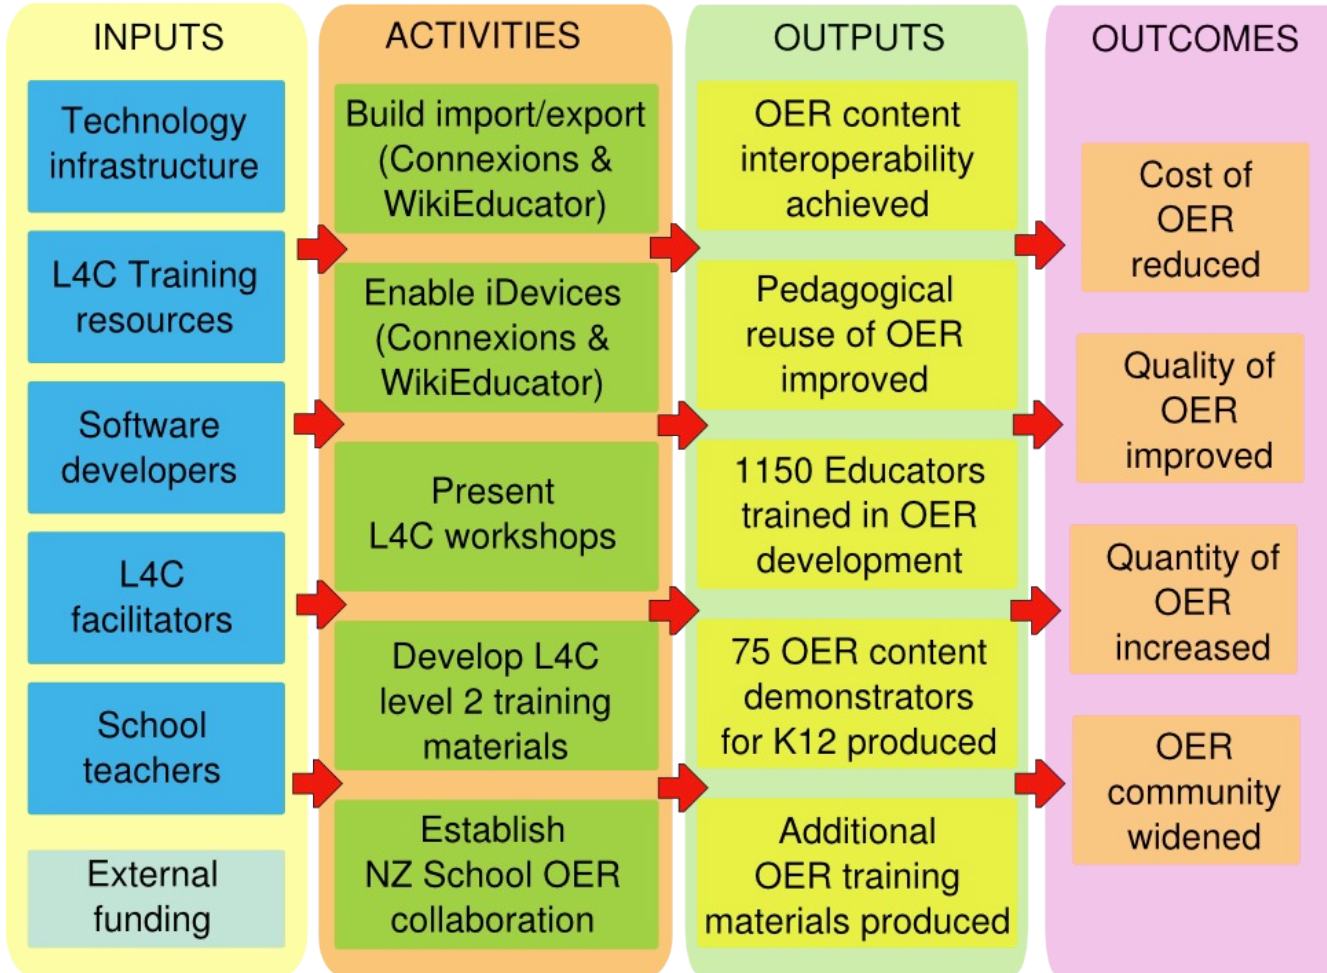 INPUTS
Technology
infrastructure
L4C Training
resources
Software
developers
L4C
facilitators
School
teachers
External
funding
ACTIVITIES
Build import/export
(Connexions &
WikiEducator)
Enable iDevices
(Connexions &
WikiEducator)
Present
L4C workshops
Develop L4C
level 2 training
materials
Establish
NZ School OER
collaboration
OUTPUTS
OER content
interoperability
achieved
Pedagogical
reuse of OER
improved
1150 Educators
trained in OER
development
75 OER content
demonstrators
for K12 produced
Additional
OER training
materials produced
OUTCOMES
Cost of
OER
reduced
Quality of
OER
improved
Quantity of
OER
increased
OER
community
widened